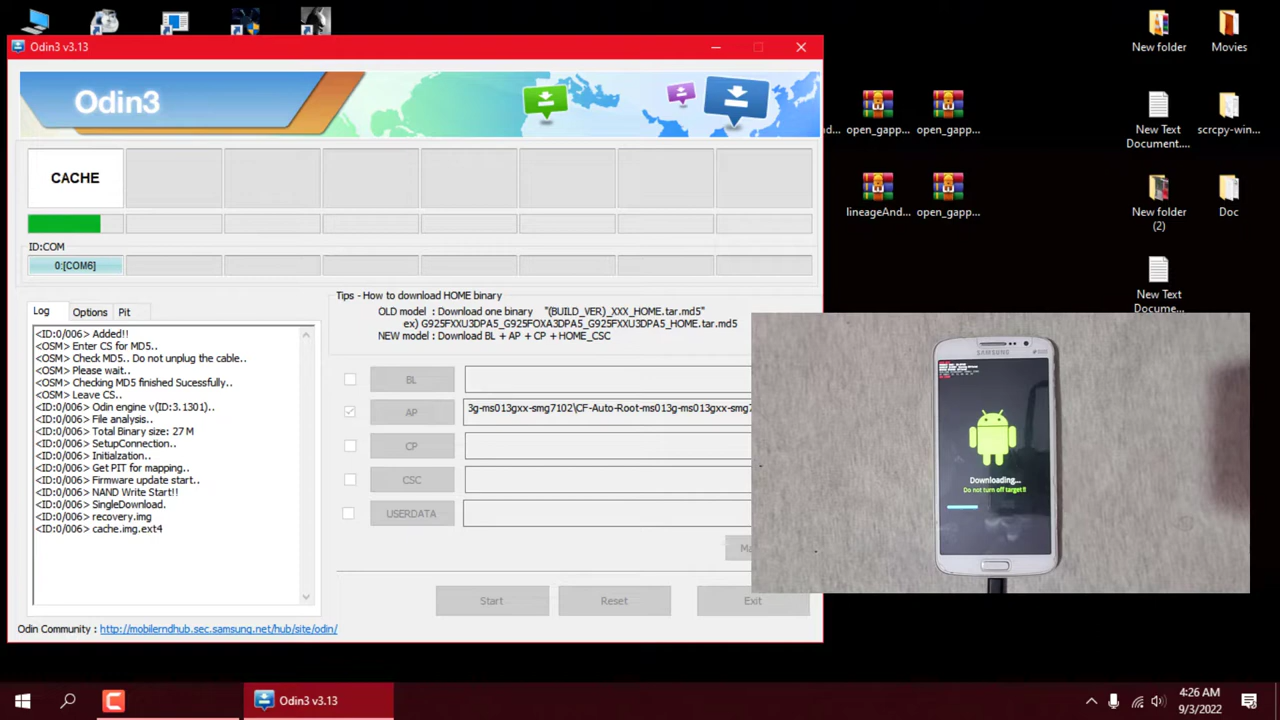 Odin3 v3.13
Odin3
CACHE
ID:COM
0:[COM6]
Log
Options
Pit
<ID:0/006> Added!!
<OSM> Enter CS for MD5..
<OSM> Check MD5.. Do not unplug the cable..
<OSM> Please wait..
<OSM> Checking MD5 finished Sucessfully..
<OSM> Leave CS..
<ID:0/006> Odin engine v(ID:3.1301)..
<ID:0/006> File analysis..
<ID:0/006> Total Binary size: 27 M
<ID:0/006> SetupConnection..
<ID:0/006> Initialzation..
<ID:0/006> Get PIT for mapping..
<ID:0/006> Firmware update start..
<ID:0/006> NAND Write Start!!
<ID:0/006> SingleDownload.
<ID:0/006> recovery.img
<ID:0/006> cache.img.ext4
Tips - How to download HOME binary
OLD model : Download one binary "(BUILD_VER)_XXX_HOME.tar.md5"
ex) G925FXXU3DPA5_G925FOXA3DPA5_G925FXXU3DPA5_HOME.tar.md5
NEW model : Download BL + AP + CP + HOME_CSC
BL
AP
3g-ms013gxx-smg7102\CF-Auto-Root-ms013g-ms013gxx-smg7
CP
CSC
USERDATA
Start
Reset
Exit
Odin Community : http://mobilerndhub.sec.samsung.net/hub/site/odin/
New folder
Movies
open_gapp...
open_gapp...
New Text
Document....
scrcpy-win...
lineageAnd...
open_gapp...
New folder
(2)
Doc
New Text
Document...
SAMSUNG
Downloading...
Do not turn off target!!
Odin3 v3.13
4:26 AM
9/3/2022